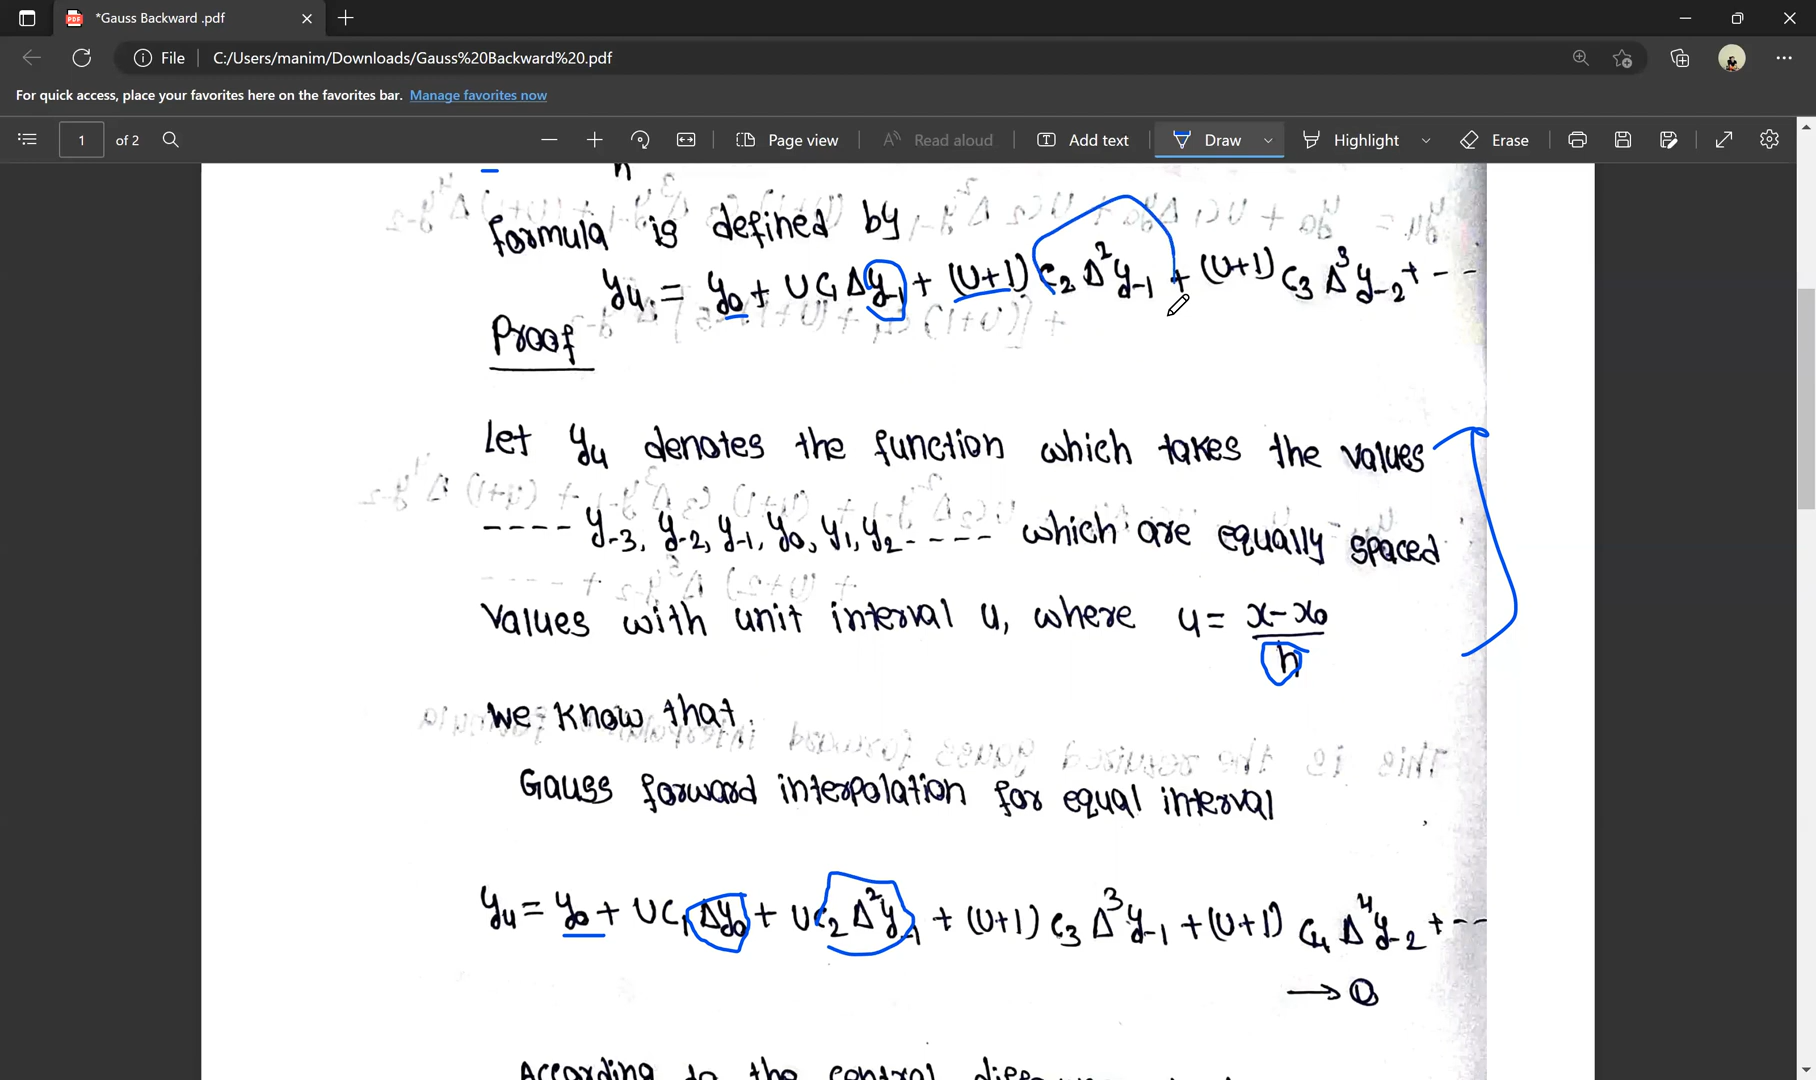 *Gauss Backward .pdf
File C:/Users/manim/Downloads/Gauss%20Backward%20.pdf
For quick access, place your favorites here on the favorites bar. Manage favorites now
1 of 2 Page view Read aloud Add text Draw Highlight Erase
h
formula is defined by
y_u = y_0 + UC_1 Δy_-1 + (U+1) C_2 Δ²y_-1 + (U+1) C_3 Δ³y_-2 + - -
Proof
Let y_u denotes the function which takes the values
---- y_-3, y_-2, y_-1, y_0, y_1, y_2 ---- which are equally spaced
values with unit interval u, where u = x - x_0
h
we know that
Gauss forward interpolation for equal interval
y_u = y_0 + UC_1 Δy_0 + UC_2 Δ²y_-1 + (U+1) C_3 Δ³y_-1 + (U+1) C_4 Δ⁴y_-2 + --
→ ①
According to the central